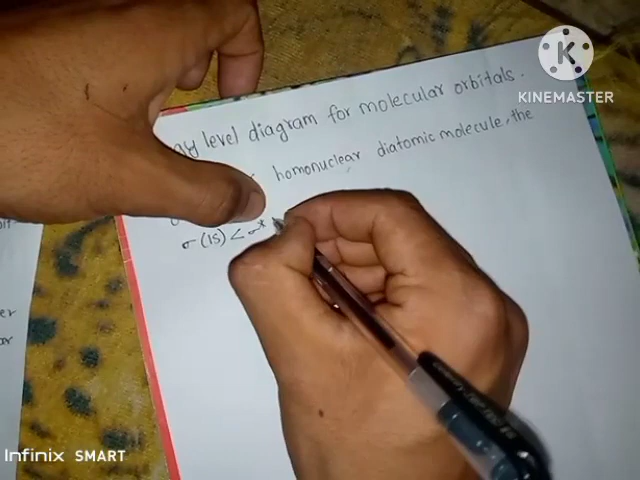 KINEMASTER
level diagram for molecular orbitals.
homonuclear diatomic molecule, the
σ(1S) < σ*
Infinix SMART